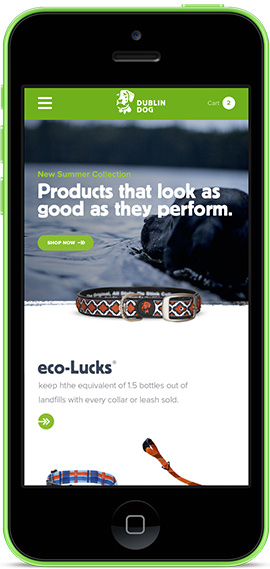 DUBLIN
DOG
Cart 2
New Summer Collection
Products that look as
good as they perform.
SHOP NOW
eco-Lucks®
keep hthe equivalent of 1.5 bottles out of
landfills with every collar or leash sold.